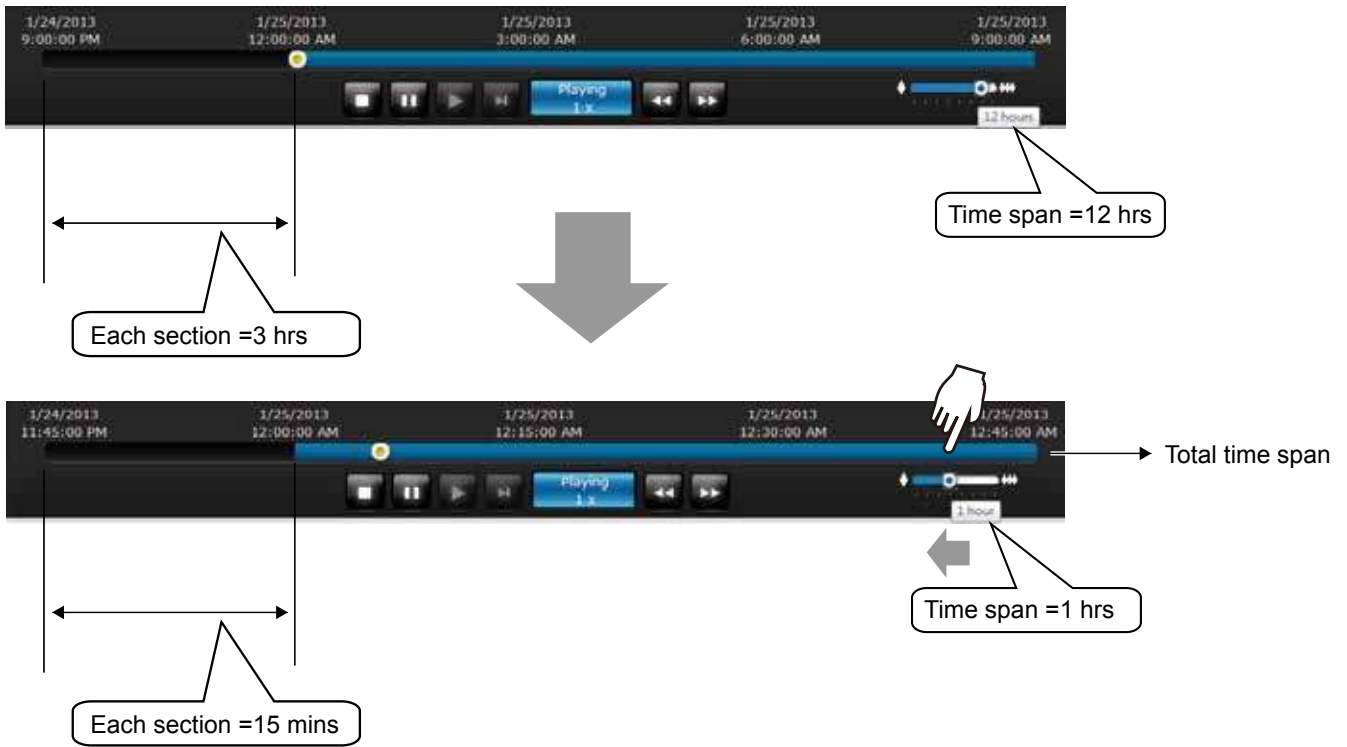 1/24/2013 1/25/2013 1/25/2013 1/25/2013 1/25/2013
9:00:00 PM 12:00:00 AM 3:00:00 AM 6:00:00 AM 9:00:00 AM
Playing
1 x
12 hours
Time span =12 hrs
Each section =3 hrs
1/24/2013 1/25/2013 1/25/2013 1/25/2013 1/25/2013
11:45:00 PM 12:00:00 AM 12:15:00 AM 12:30:00 AM 12:45:00 AM
Total time span
Playing
1 x
1 hour
Time span =1 hrs
Each section =15 mins